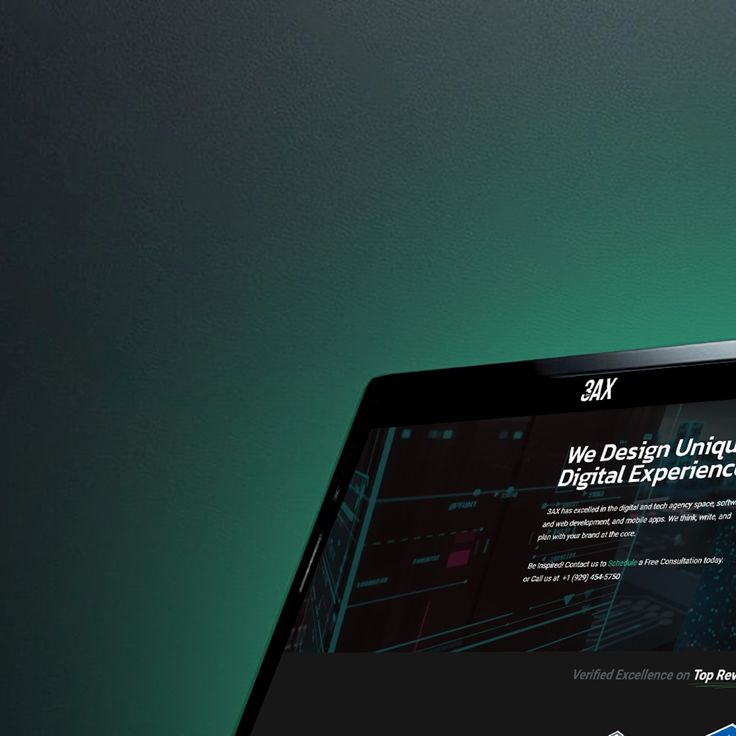 3AX
We Design Uniqu
Digital Experience
3AX has excelled in the digital and tech agency space, softw
and web development, and mobile apps. We think, write, and
plan with your brand at the core.
Be Inspired! Contact us to Schedule a Free Consultation today.
or Call us at +1 (929) 454-5750
Verified Excellence on Top Rev